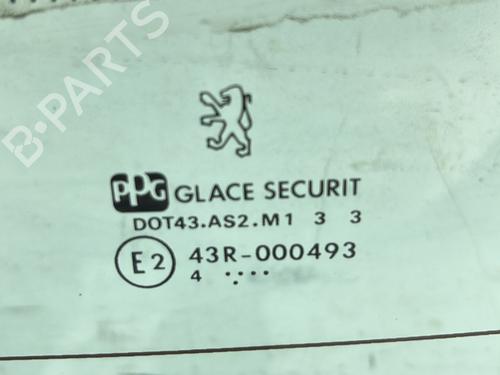 B-PARTS
PPG GLACE SECURIT
DOT43.AS2.M1 3 3
E2 43R-000493
4